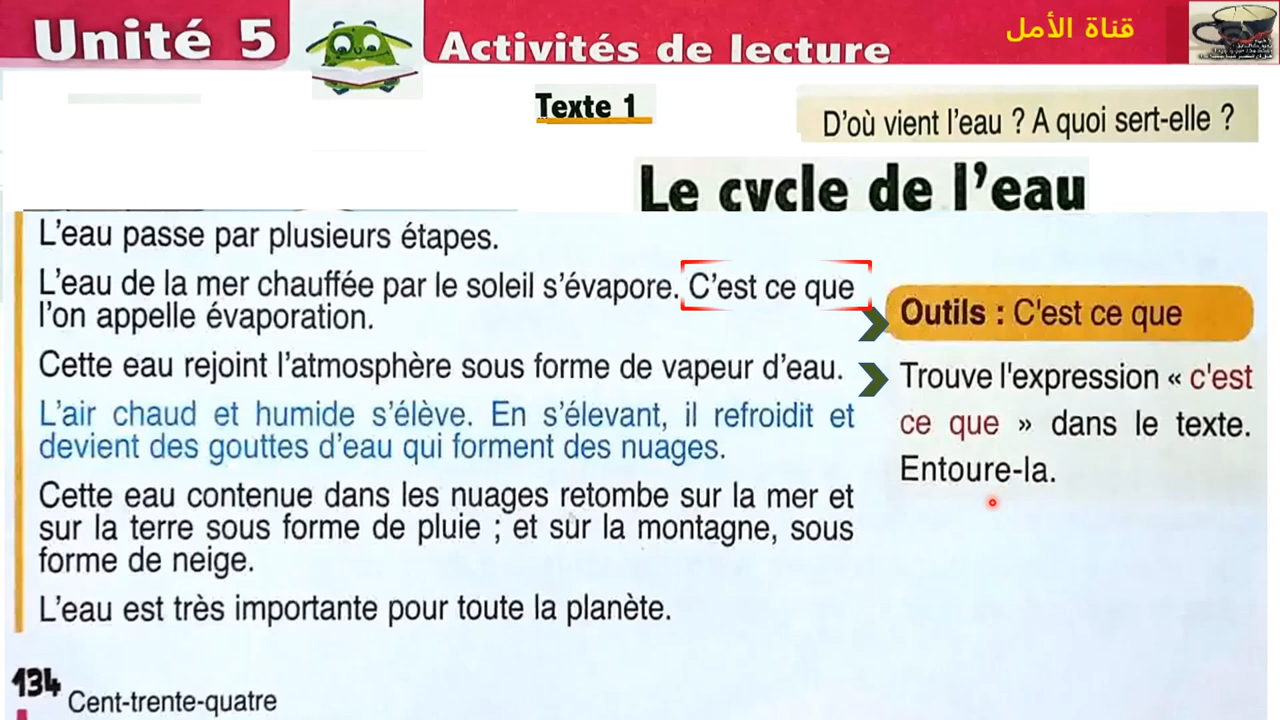 Unité 5
Activités de lecture
قناة الأمل
Texte 1
D'où vient l'eau ? A quoi sert-elle ?
Le cycle de l'eau
L'eau passe par plusieurs étapes.
L'eau de la mer chauffée par le soleil s'évapore. C'est ce que
l'on appelle évaporation.
Cette eau rejoint l'atmosphère sous forme de vapeur d'eau.
L'air chaud et humide s'élève. En s'élevant, il refroidit et
devient des gouttes d'eau qui forment des nuages.
Cette eau contenue dans les nuages retombe sur la mer et
sur la terre sous forme de pluie ; et sur la montagne, sous
forme de neige.
L'eau est très importante pour toute la planète.
Outils : C'est ce que
Trouve l'expression « c'est
ce que » dans le texte.
Entoure-la.
134
Cent-trente-quatre